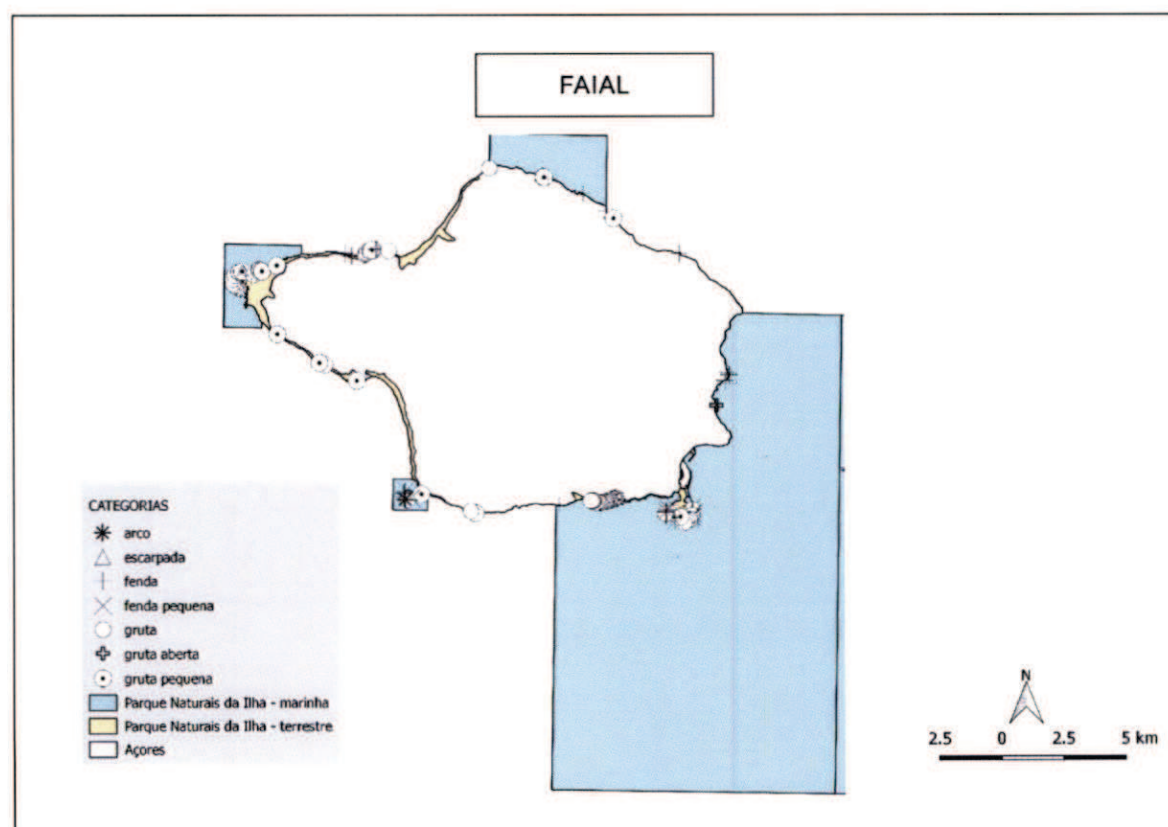 FAIAL
CATEGORIAS
arco
escarpada
fenda
fenda pequena
gruta
gruta aberta
gruta pequena
Parque Naturais da Ilha - marinha
Parque Naturais da Ilha - terrestre
Açores
N
2.5 0 2.5 5 km